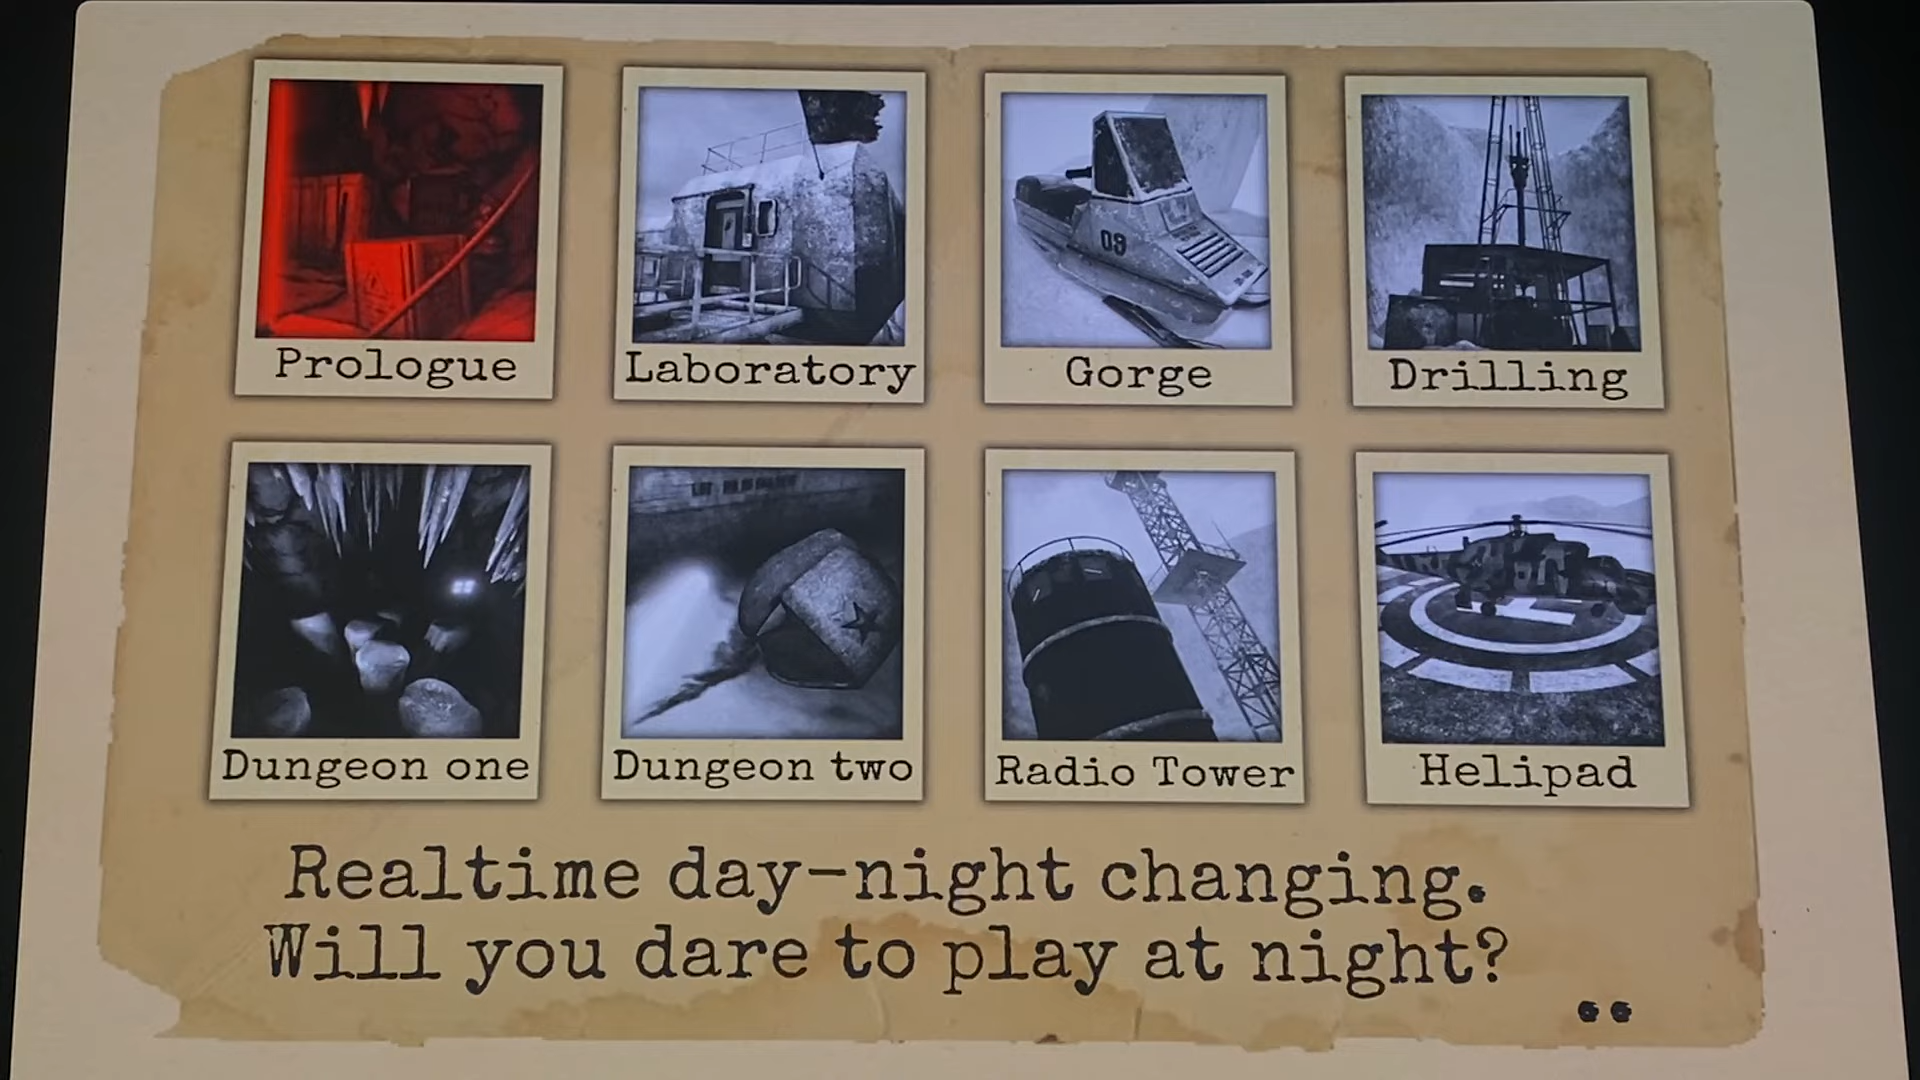 Prologue
Laboratory
Gorge
Drilling
09
Dungeon one
Dungeon two
Radio Tower
Helipad
H
Realtime day-night changing.
Will you dare to play at night?